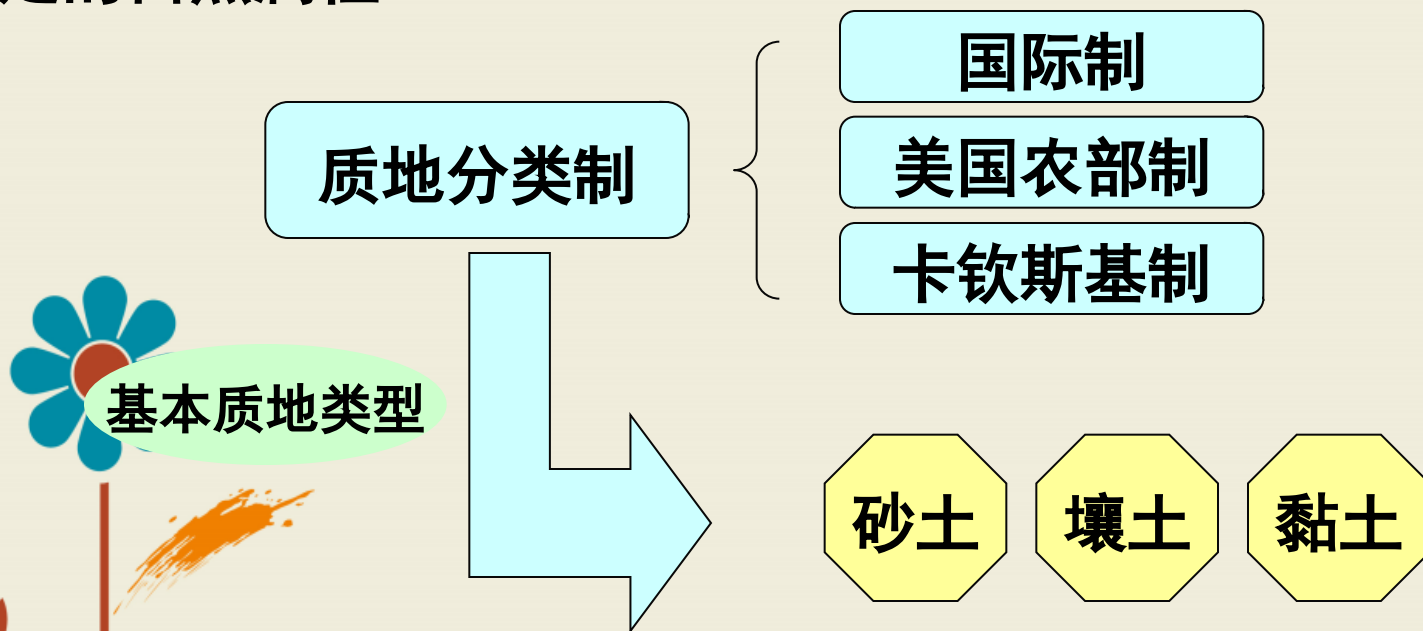 国际制
质地分类制
美国农部制
卡钦斯基制
基本质地类型
砂土 壤土 黏土